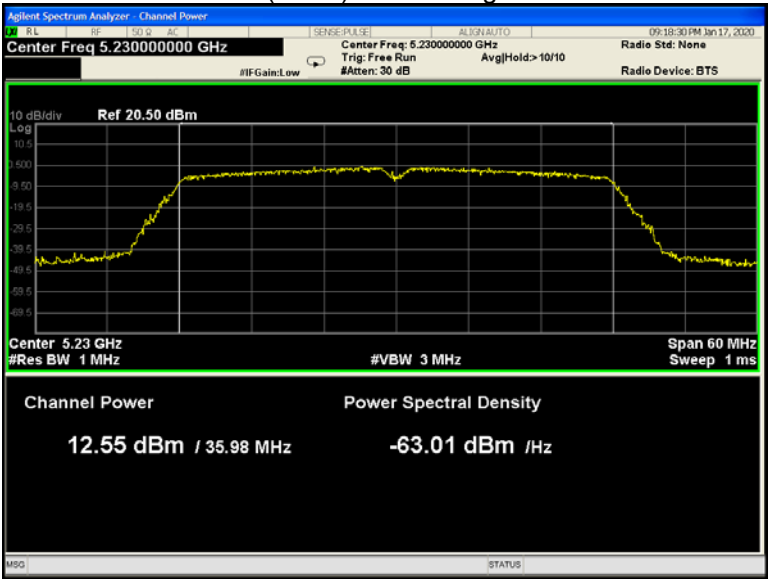 Agilent Spectrum Analyzer - Channel Power
RL RF 50 Ω AC SENSE:PULSE ALIGNAUTO 09:18:30 PM Jan 17, 2020
Center Freq 5.230000000 GHz Center Freq: 5.230000000 GHz Radio Std: None
Trig: Free Run Avg|Hold:>10/10
#IFGain:Low #Atten: 30 dB Radio Device: BTS
10 dB/div Ref 20.50 dBm
Log
10.5
0.500
-9.50
-19.5
-29.5
-39.5
-49.5
-59.5
-69.5
Center 5.23 GHz Span 60 MHz
#Res BW 1 MHz #VBW 3 MHz Sweep 1 ms
Channel Power Power Spectral Density
12.55 dBm / 35.98 MHz -63.01 dBm /Hz
MSG STATUS